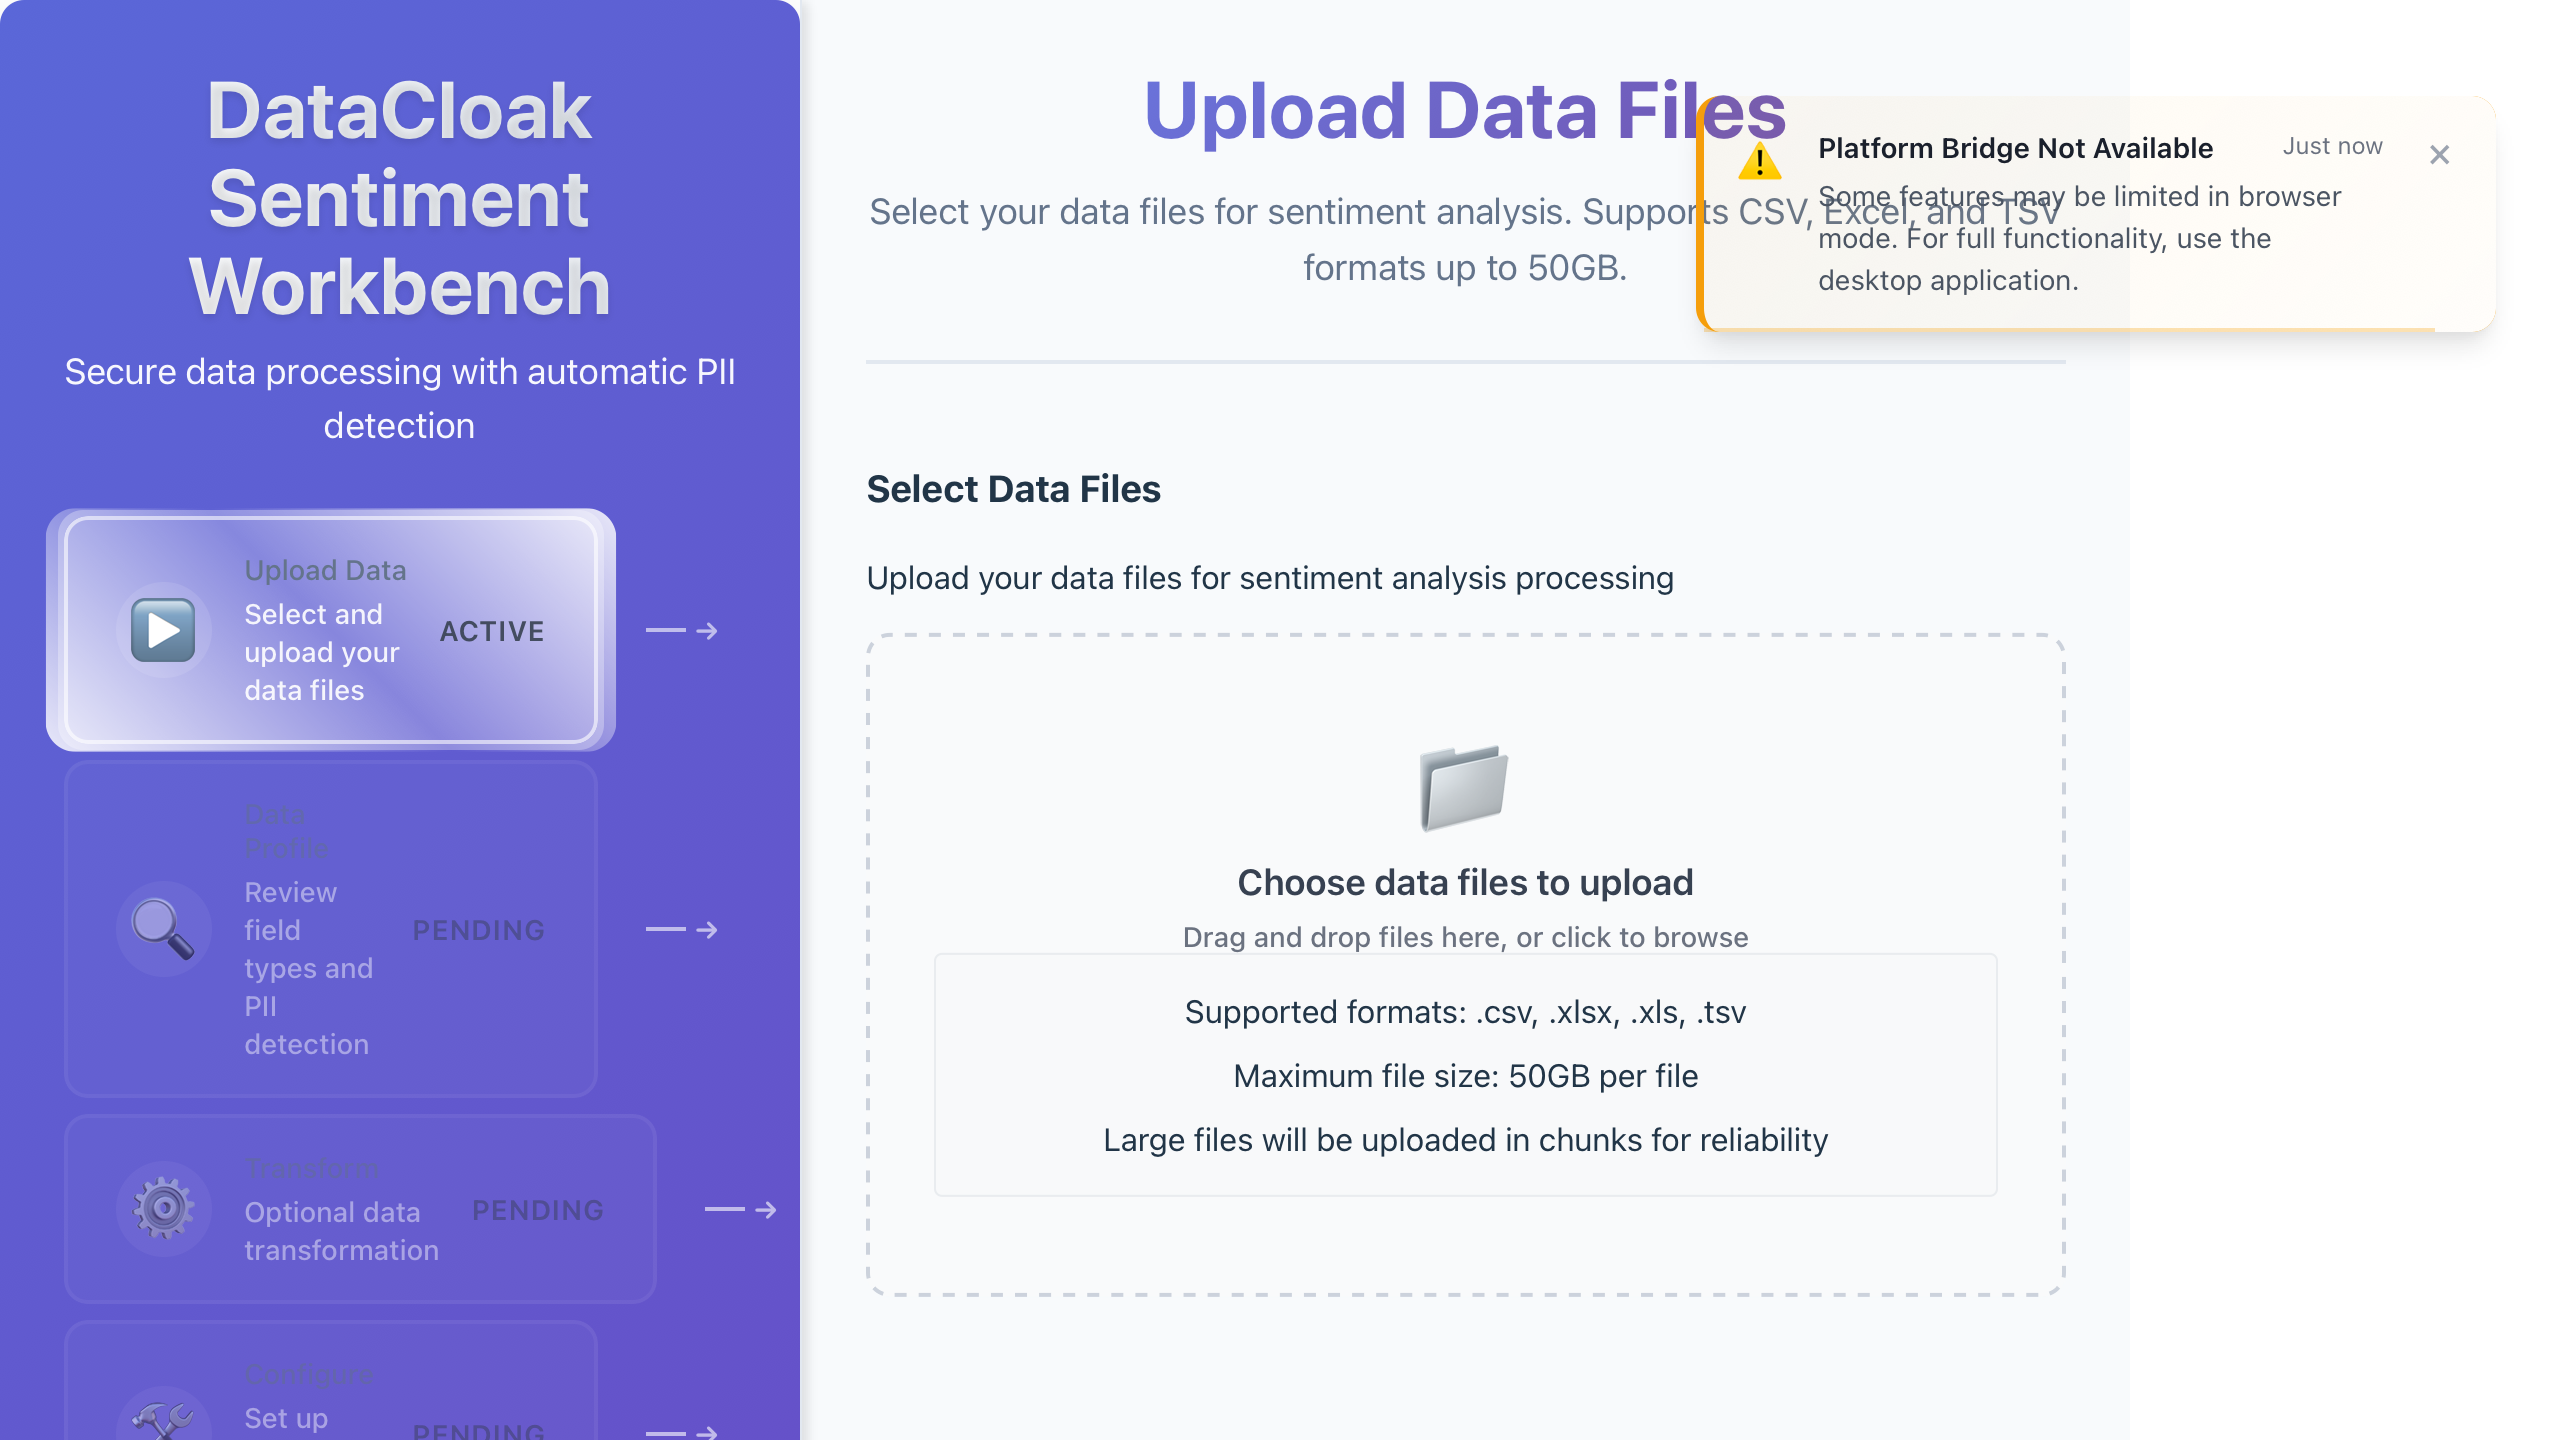 DataCloak
Sentiment
Workbench
Secure data processing with automatic PII
detection
Upload Data
Select and
upload your
data files
ACTIVE
Data
Profile
Review
field
types and
PII
detection
PENDING
Transform
Optional data
transformation
PENDING
Configure
Set up
PENDING
Upload Data Files
Select your data files for sentiment analysis. Supports CSV, Excel, and TSV
formats up to 50GB.
Platform Bridge Not Available
Just now
Some features may be limited in browser
mode. For full functionality, use the
desktop application.
Select Data Files
Upload your data files for sentiment analysis processing
Choose data files to upload
Drag and drop files here, or click to browse
Supported formats: .csv, .xlsx, .xls, .tsv
Maximum file size: 50GB per file
Large files will be uploaded in chunks for reliability